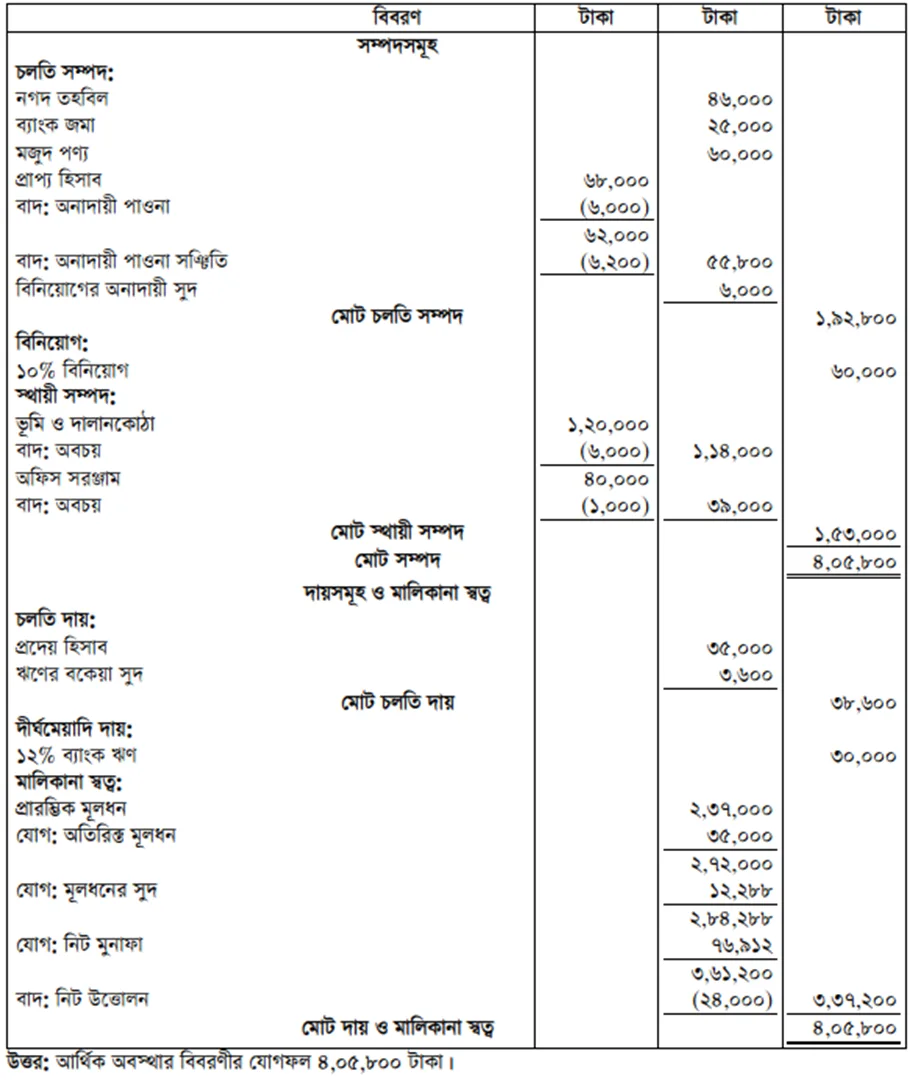 বিবরণ টাকা টাকা টাকা
সম্পদসমূহ
চলতি সম্পদ:
নগদ তহবিল ৪৬,০০০
ব্যাংক জমা ২৫,০০০
মজুদ পণ্য ৬০,০০০
প্রাপ্য হিসাব ৬৮,০০০
বাদ: অনাদায়ী পাওনা (৬,০০০)
৬২,০০০
বাদ: অনাদায়ী পাওনা সঞ্চিতি (৬,২০০) ৫৫,৮০০
বিনিয়োগের অনাদায়ী সুদ ৬,০০০
মোট চলতি সম্পদ ১,৯২,৮০০
বিনিয়োগ:
১০% বিনিয়োগ ৬০,০০০
স্থায়ী সম্পদ:
ভূমি ও দালানকোঠা ১,২০,০০০
বাদ: অবচয় (৬,০০০) ১,১৪,০০০
অফিস সরঞ্জাম ৪০,০০০
বাদ: অবচয় (১,০০০) ৩৯,০০০
মোট স্থায়ী সম্পদ ১,৫৩,০০০
মোট সম্পদ ৪,০৫,৮০০
দায়সমূহ ও মালিকানা স্বত্ব
চলতি দায়:
প্রদেয় হিসাব ৩৫,০০০
ঋণের বকেয়া সুদ ৩,৬০০
মোট চলতি দায় ৩৮,৬০০
দীর্ঘমেয়াদি দায়:
১২% ব্যাংক ঋণ ৩০,০০০
মালিকানা স্বত্ব:
প্রারম্ভিক মূলধন ২,৩৭,০০০
যোগ: অতিরিক্ত মূলধন ৩৫,০০০
২,৭২,০০০
যোগ: মূলধনের সুদ ১২,২৮৮
২,৮৪,২৮৮
যোগ: নিট মুনাফা ৭৬,৯১২
৩,৬১,২০০
বাদ: নিট উত্তোলন (২৪,০০০) ৩,৩৭,২০০
মোট দায় ও মালিকানা স্বত্ব ৪,০৫,৮০০
উত্তর: আর্থিক অবস্থার বিবরণীর যোগফল ৪,০৫,৮০০ টাকা।